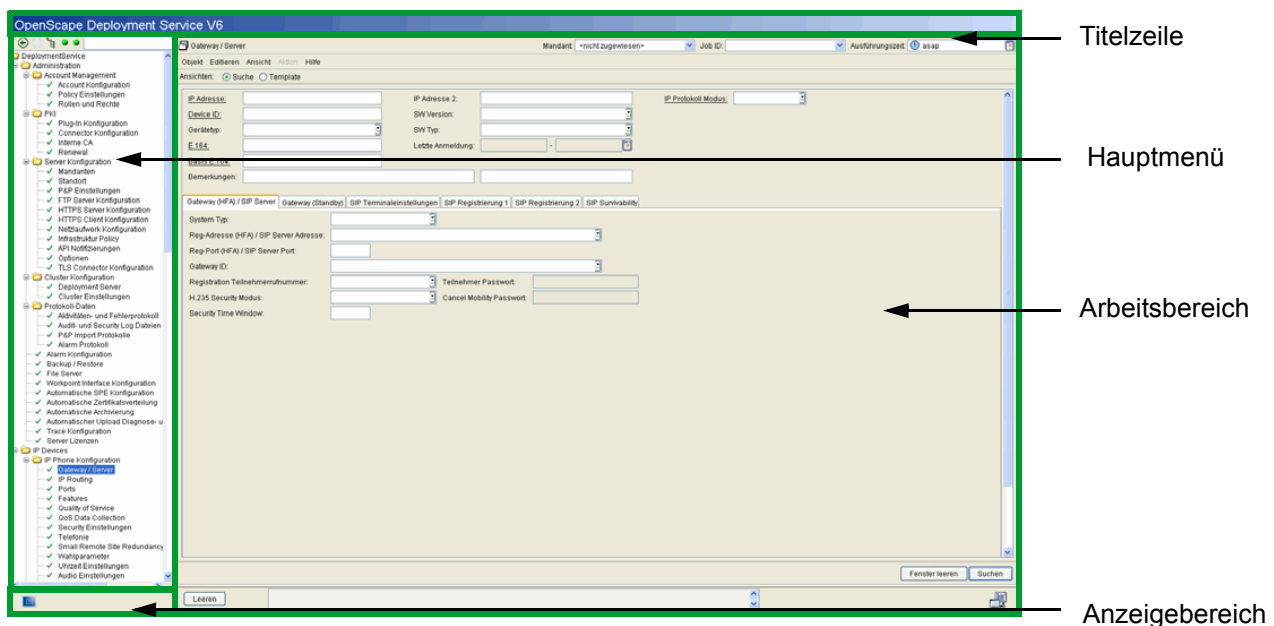 OpenScape Deployment Service V6
Titelzeile
Gateway / Server
Mandant: <nicht zugewiesen>
Job ID:
Ausführungszeit: asap
Objekt Editieren Ansicht Aktion Hilfe
Ansichten: Suche Template
DeploymentService
Administration
Account Management
Account Konfiguration
Policy Einstellungen
Rollen und Rechte
PKI
Plug-In Konfiguration
Connector Konfiguration
Interne CA
Renewal
Server Konfiguration
Mandanten
Standort
P&P Einstellungen
FTP Server Konfiguration
HTTPS Server Konfiguration
HTTPS Client Konfiguration
Netzlaufwerk Konfiguration
Infrastruktur Policy
API Notifizierungen
Optionen
TLS Connector Konfiguration
Cluster Konfiguration
Deployment Server
Cluster Einstellungen
Protokoll-Daten
Aktivitäten- und Fehlerprotokoll
Audit- und Security Log Dateien
P&P Import Protokolle
Alarm Protokoll
Alarm Konfiguration
Backup / Restore
File Server
Workpoint Interface Konfiguration
Automatische SPE Konfiguration
Automatische Zertifikatsverteilung
Automatische Archivierung
Automatischer Upload Diagnose- u
Trace Konfiguration
Server Lizenzen
IP Devices
IP Phone Konfiguration
Gateway / Server
IP Routing
Ports
Features
Quality of Service
QoS Data Collection
Security Einstellungen
Telefonie
Small Remote Site Redundancy
Wahlparameter
Uhrzeit Einstellungen
Audio Einstellungen
IP Adresse:
IP Adresse 2:
IP Protokoll Modus:
Device ID:
SW Version:
Gerätetyp:
SW Typ:
E.164:
Letzte Anmeldung: -
Basis E.164:
Bemerkungen:
Hauptmenü
Gateway (HFA) / SIP Server
Gateway (Standby)
SIP Terminaleinstellungen
SIP Registrierung 1
SIP Registrierung 2
SIP Survivability
System Typ:
Reg-Adresse (HFA) / SIP Server Adresse:
Reg-Port (HFA) / SIP Server Port:
Gateway ID:
Registration Teilnehmerrufnummer:
Teilnehmer Passwort:
H.235 Security Modus:
Cancel Mobility Passwort:
Security Time Window:
Arbeitsbereich
Fenster leeren
Suchen
Leeren
Anzeigebereich